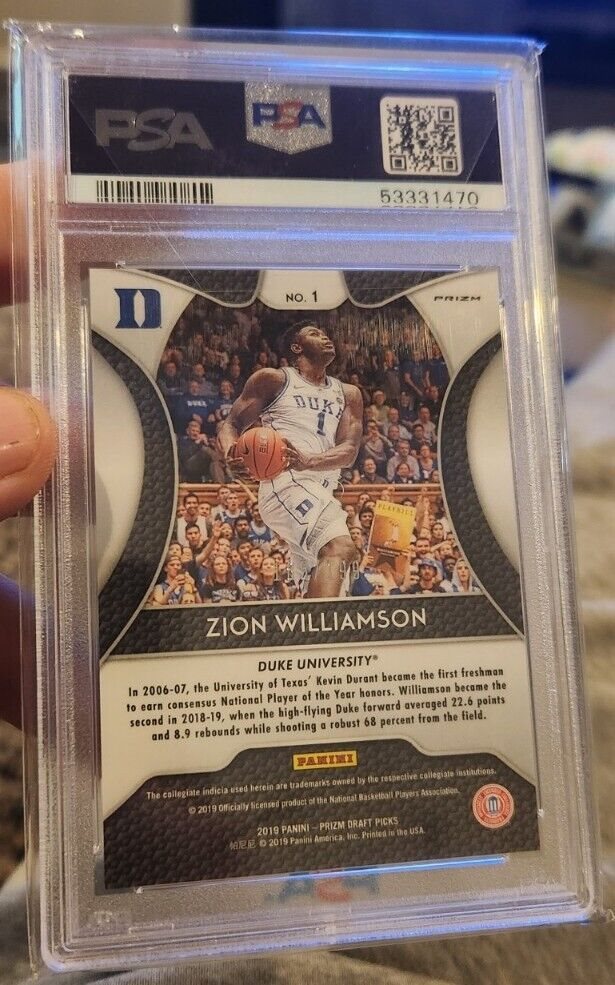 PSA
PSA
53331470
NO. 1
PRIZM
D
DUKE
DUKE
1
D
PLAYBILL
ZION WILLIAMSON
DUKE UNIVERSITY®
In 2006-07, the University of Texas' Kevin Durant became the first freshman
to earn consensus National Player of the Year honors. Williamson became the
second in 2018-19, when the high-flying Duke forward averaged 22.6 points
and 8.9 rebounds while shooting a robust 68 percent from the field.
PANINI
The collegiate indicia used herein are trademarks owned by the respective collegiate institutions.
© 2019 Officially licensed product of the National Basketball Players Association.
2019 PANINI – PRIZM DRAFT PICKS
帕尼尼 © 2019 Panini America, Inc. Printed in the USA.